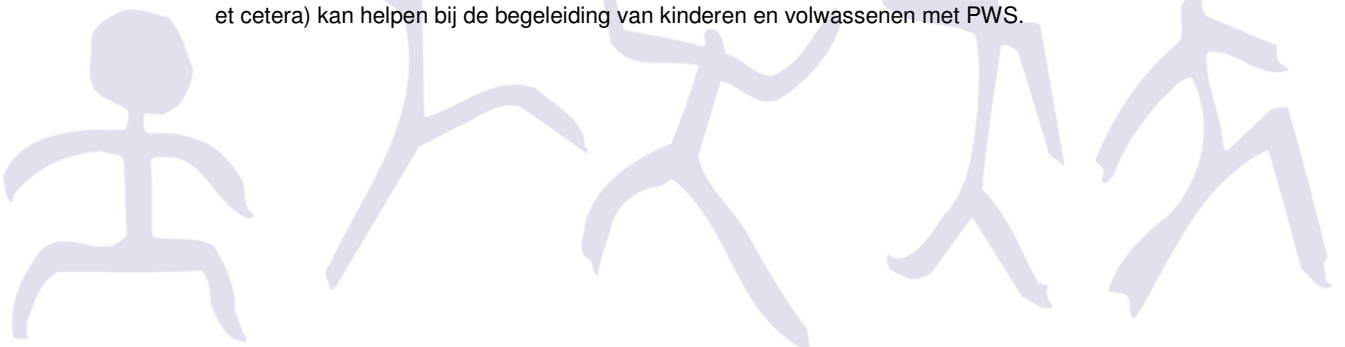 et cetera) kan helpen bij de begeleiding van kinderen en volwassenen met PWS.